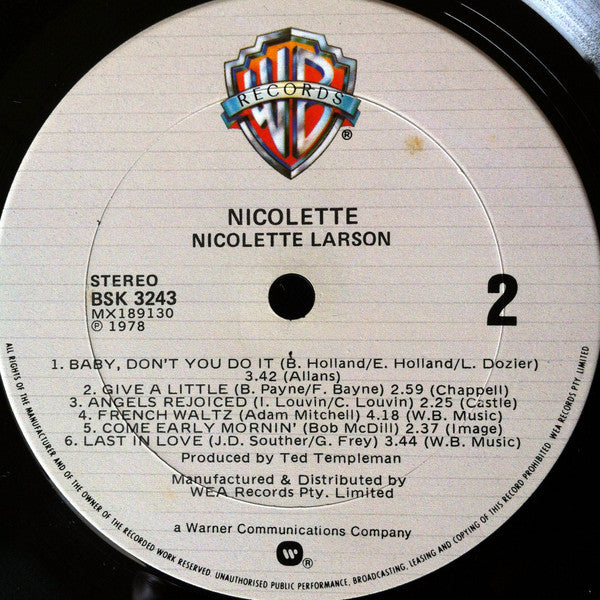 WB
RECORDS
®
NICOLETTE
NICOLETTE LARSON
STEREO
BSK 3243
MX189130
℗ 1978
2
1. BABY, DON'T YOU DO IT (B. Holland/E. Holland/L. Dozier)
3.42 (Allans)
2. GIVE A LITTLE (B. Payne/F. Bayne) 2.59 (Chappell)
3. ANGELS REJOICED (I. Louvin/C. Louvin) 2.25 (Castle)
4. FRENCH WALTZ (Adam Mitchell) 4.18 (W.B. Music)
5. COME EARLY MORNIN' (Bob McDill) 2.37 (Image)
6. LAST IN LOVE (J.D. Souther/G. Frey) 3.44 (W.B. Music)
Produced by Ted Templeman
Manufactured & Distributed by
WEA Records Pty. Limited
a Warner Communications Company
®
ALL RIGHTS OF THE MANUFACTURER AND OF THE OWNER OF THE RECORDED WORK RESERVED. UNAUTHORISED PUBLIC PERFORMANCE, BROADCASTING, LEASING AND COPYING OF THIS RECORD PROHIBITED. WEA RECORDS PTY. LIMITED